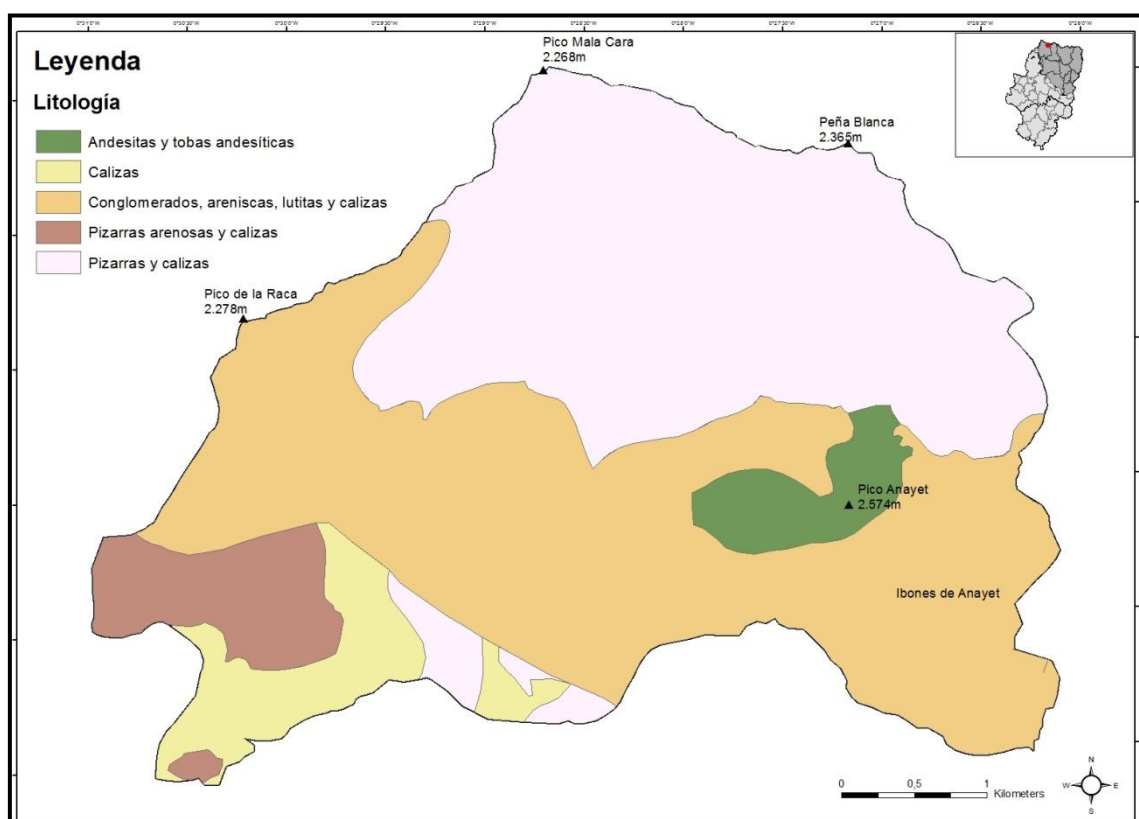 Leyenda
Litología
Andesitas y tobas andesíticas
Calizas
Conglomerados, areniscas, lutitas y calizas
Pizarras arenosas y calizas
Pizarras y calizas
Pico Mala Cara
2.268m
Peña Blanca
2.365m
Pico de la Raca
2.278m
Pico Anayet
2.574m
Ibones de Anayet
0 0,5 1
Kilometers
N
W E
S